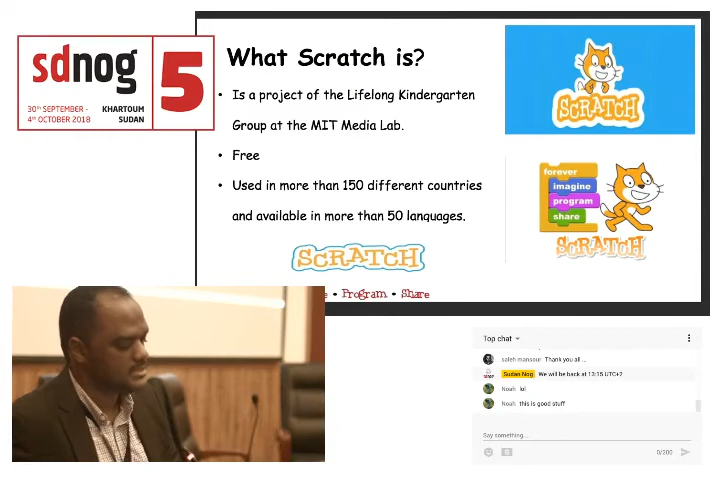 sdnog 5
30th SEPTEMBER -
4th OCTOBER 2018
KHARTOUM
SUDAN
What Scratch is?
• Is a project of the Lifelong Kindergarten
Group at the MIT Media Lab.
• Free
• Used in more than 150 different countries
and available in more than 50 languages.
SCRATCH
forever
imagine
program
share
SCRATCH
SCRATCH
e • Program • Share
Top chat
saleh mansour Thank you all ...
Sudan Nog We will be back at 13:15 UTC+2
Noah lol
Noah this is good stuff
Say something...
0/200